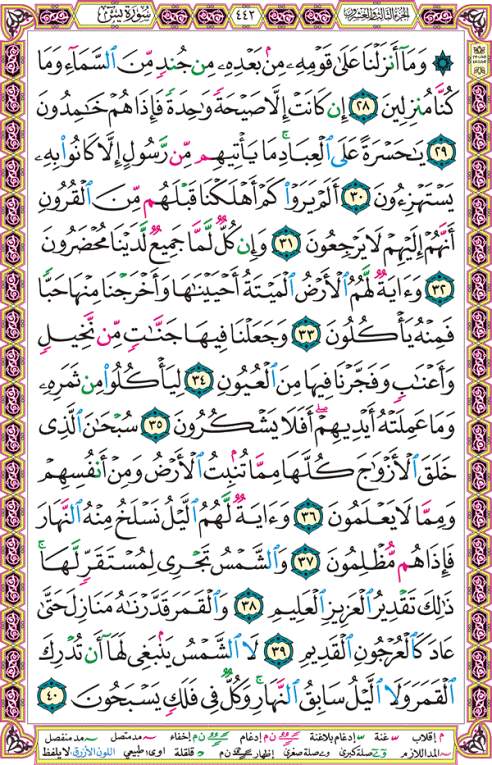 الجزء الثالث والعشرون ٤٤٢ سورة يس
۞ وَمَآ أَنزَلْنَا عَلَىٰ قَوْمِهِۦ مِنۢ بَعْدِهِۦ مِن جُندٍ مِّنَ ٱلسَّمَآءِ وَمَا
كُنَّا مُنزِلِينَ ٢٨ إِن كَانَتْ إِلَّا صَيْحَةً وَٰحِدَةً فَإِذَا هُمْ خَـٰمِدُونَ
٢٩ يَـٰحَسْرَةً عَلَى ٱلْعِبَادِ ۚ مَا يَأْتِيهِم مِّن رَّسُولٍ إِلَّا كَانُوا۟ بِهِۦ
يَسْتَهْزِءُونَ ٣٠ أَلَمْ يَرَوْا۟ كَمْ أَهْلَكْنَا قَبْلَهُم مِّنَ ٱلْقُرُونِ
أَنَّهُمْ إِلَيْهِمْ لَا يَرْجِعُونَ ٣١ وَإِن كُلٌّ لَّمَّا جَمِيعٌ لَّدَيْنَا مُحْضَرُونَ
٣٢ وَءَايَةٌ لَّهُمُ ٱلْأَرْضُ ٱلْمَيْتَةُ أَحْيَيْنَـٰهَا وَأَخْرَجْنَا مِنْهَا حَبًّا
فَمِنْهُ يَأْكُلُونَ ٣٣ وَجَعَلْنَا فِيهَا جَنَّـٰتٍ مِّن نَّخِيلٍ
وَأَعْنَـٰبٍ وَفَجَّرْنَا فِيهَا مِنَ ٱلْعُيُونِ ٣٤ لِيَأْكُلُوا۟ مِن ثَمَرِهِۦ
وَمَا عَمِلَتْهُ أَيْدِيهِمْ ۖ أَفَلَا يَشْكُرُونَ ٣٥ سُبْحَـٰنَ ٱلَّذِى
خَلَقَ ٱلْأَزْوَٰجَ كُلَّهَا مِمَّا تُنۢبِتُ ٱلْأَرْضُ وَمِنْ أَنفُسِهِمْ
وَمِمَّا لَا يَعْلَمُونَ ٣٦ وَءَايَةٌ لَّهُمُ ٱلَّيْلُ نَسْلَخُ مِنْهُ ٱلنَّهَارَ
فَإِذَا هُم مُّظْلِمُونَ ٣٧ وَٱلشَّمْسُ تَجْرِى لِمُسْتَقَرٍّ لَّهَا ۚ
ذَٰلِكَ تَقْدِيرُ ٱلْعَزِيزِ ٱلْعَلِيمِ ٣٨ وَٱلْقَمَرَ قَدَّرْنَـٰهُ مَنَازِلَ حَتَّىٰ
عَادَ كَٱلْعُرْجُونِ ٱلْقَدِيمِ ٣٩ لَا ٱلشَّمْسُ يَنۢبَغِى لَهَآ أَن تُدْرِكَ
ٱلْقَمَرَ وَلَا ٱلَّيْلُ سَابِقُ ٱلنَّهَارِ ۚ وَكُلٌّ فِى فَلَكٍ يَسْبَحُونَ ٤٠
م إقلاب غنة إدغام بلاغنة ن م إدغام ن م إخفاء مد متصل مد منفصل
المد اللازم صلة كبرى صلة صغرى إظهار ن م قلقلة اوى: طبيعي اللون الأزرق: لا يلفظ